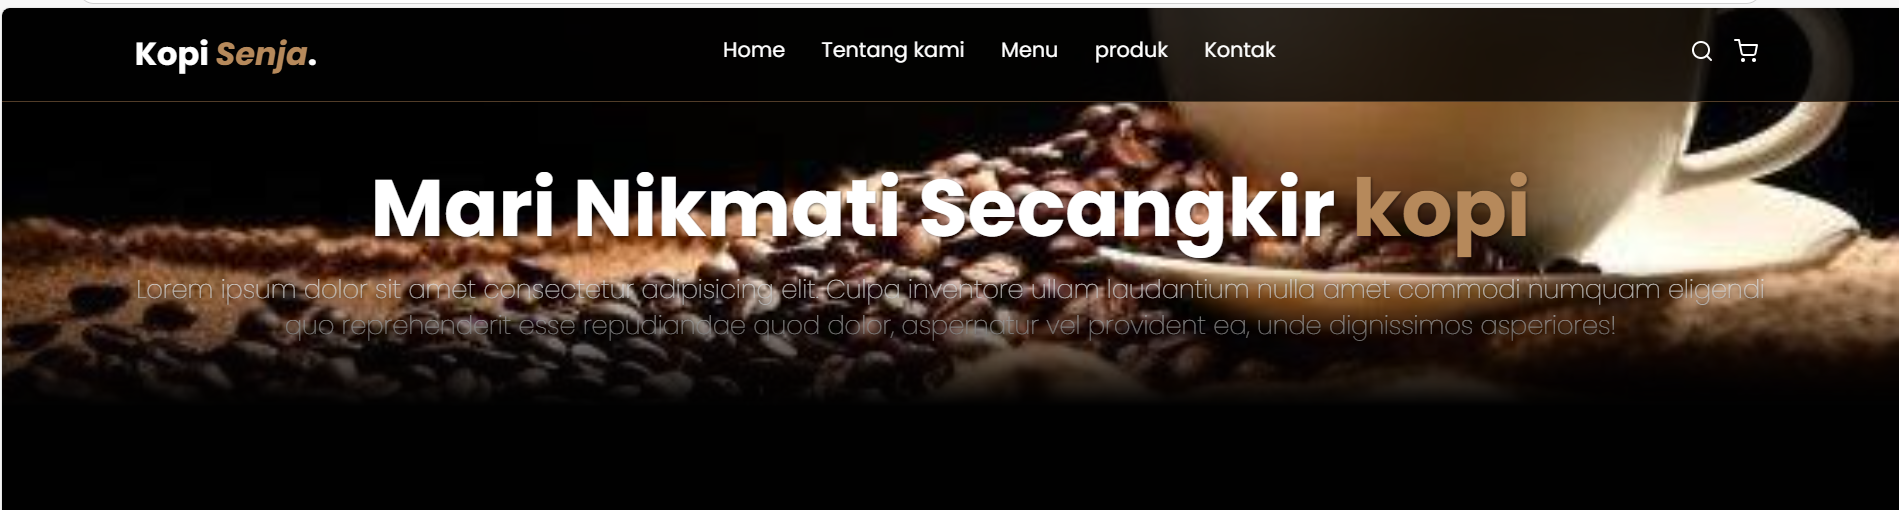 Kopi Senja.
Home Tentang kami Menu produk Kontak
Mari Nikmati Secangkir kopi
Lorem ipsum dolor sit amet consectetur adipisicing elit. Culpa inventore ullam laudantium nulla amet commodi numquam eligendi
quo reprehenderit esse repudiandae quod dolor, aspernatur vel provident ea, unde dignissimos asperiores!